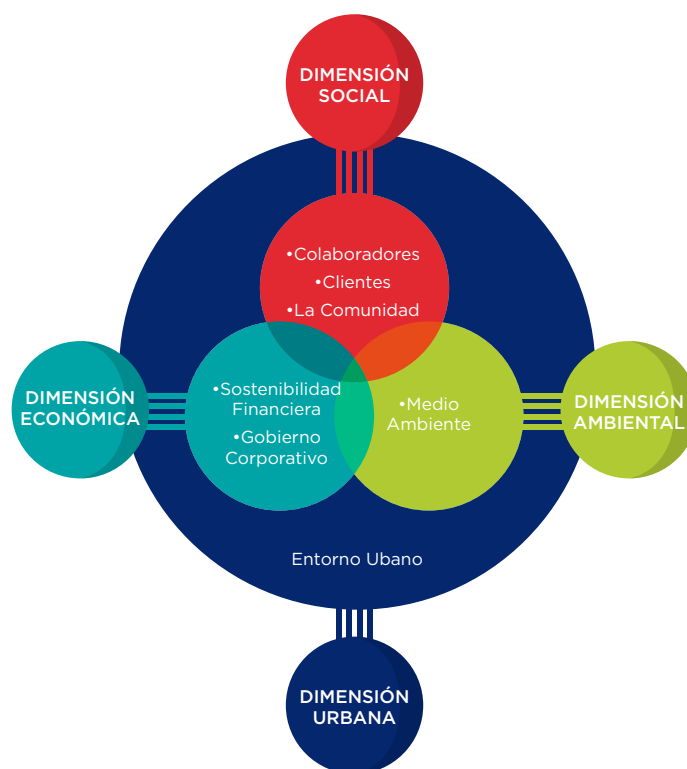 DIMENSIÓN
SOCIAL
•Colaboradores
•Clientes
•La Comunidad
DIMENSIÓN
ECONÓMICA
•Sostenibilidad
Financiera
•Gobierno
Corporativo
•Medio
Ambiente
DIMENSIÓN
AMBIENTAL
Entorno Ubano
DIMENSIÓN
URBANA